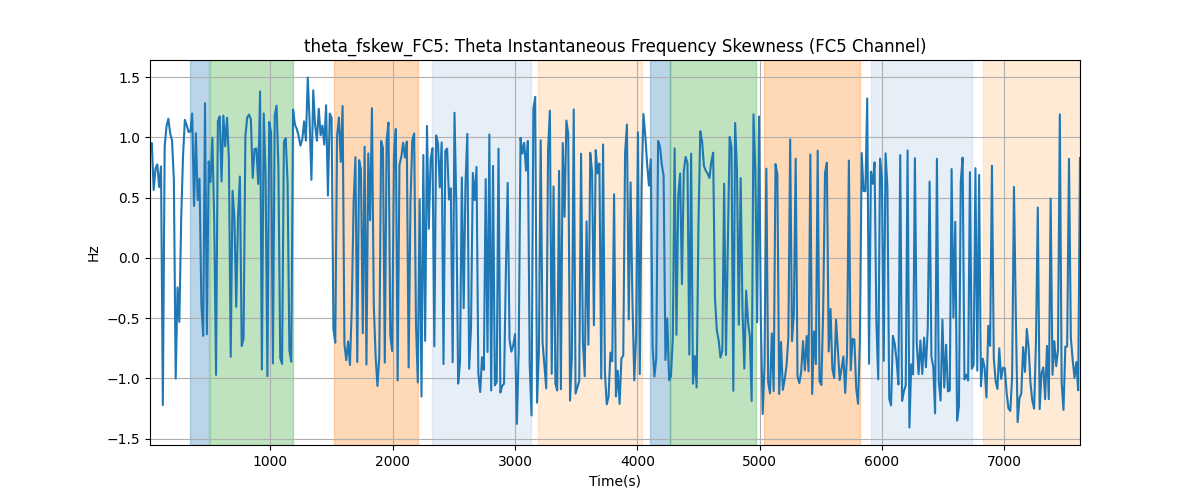 theta_fskew_FC5: Theta Instantaneous Frequency Skewness (FC5 Channel)
1.5
1.0
0.5
0.0
−0.5
−1.0
−1.5
Hz
1000 2000 3000 4000 5000 6000 7000
Time(s)